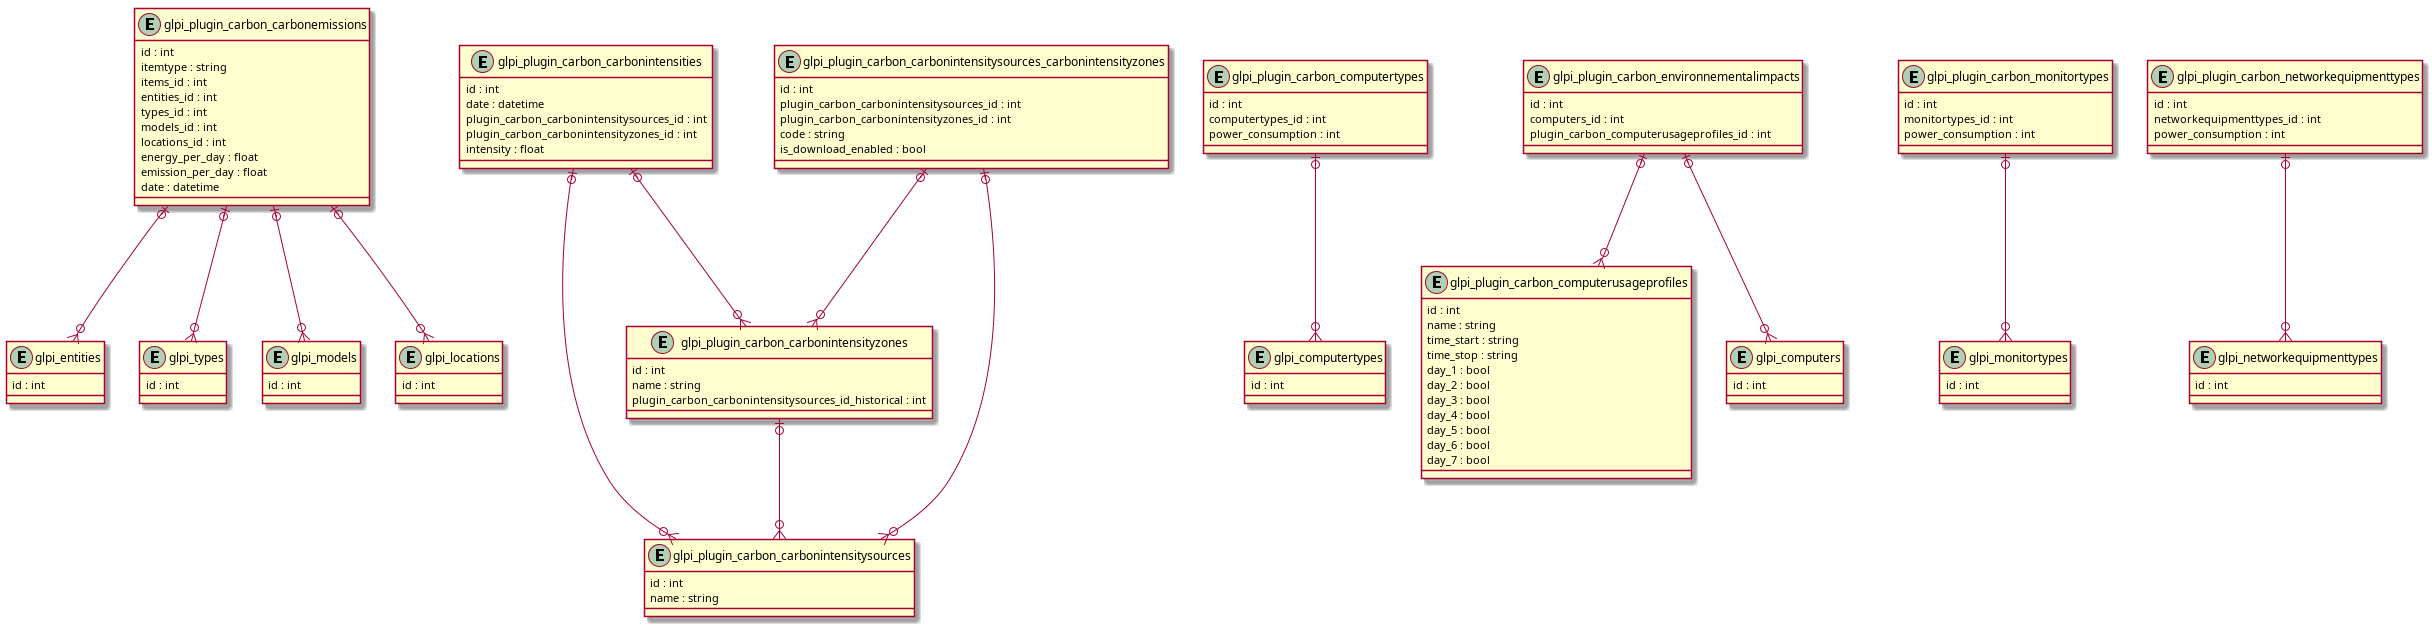 E glpi_plugin_carbon_carbonemissions
id : int
itemtype : string
items_id : int
entities_id : int
types_id : int
models_id : int
locations_id : int
energy_per_day : float
emission_per_day : float
date : datetime
E glpi_plugin_carbon_carbonintensities
id : int
date : datetime
plugin_carbon_carbonintensitysources_id : int
plugin_carbon_carbonintensityzones_id : int
intensity : float
E glpi_plugin_carbon_carbonintensitysources_carbonintensityzones
id : int
plugin_carbon_carbonintensitysources_id : int
plugin_carbon_carbonintensityzones_id : int
code : string
is_download_enabled : bool
E glpi_plugin_carbon_computertypes
id : int
computertypes_id : int
power_consumption : int
E glpi_plugin_carbon_environnementalimpacts
id : int
computers_id : int
plugin_carbon_computerusageprofiles_id : int
E glpi_plugin_carbon_monitortypes
id : int
monitortypes_id : int
power_consumption : int
E glpi_plugin_carbon_networkequipmenttypes
id : int
networkequipmenttypes_id : int
power_consumption : int
E glpi_entities
id : int
E glpi_types
id : int
E glpi_models
id : int
E glpi_locations
id : int
E glpi_plugin_carbon_carbonintensityzones
id : int
name : string
plugin_carbon_carbonintensitysources_id_historical : int
E glpi_computertypes
id : int
E glpi_plugin_carbon_computerusageprofiles
id : int
name : string
time_start : string
time_stop : string
day_1 : bool
day_2 : bool
day_3 : bool
day_4 : bool
day_5 : bool
day_6 : bool
day_7 : bool
E glpi_computers
id : int
E glpi_monitortypes
id : int
E glpi_networkequipmenttypes
id : int
E glpi_plugin_carbon_carbonintensitysources
id : int
name : string